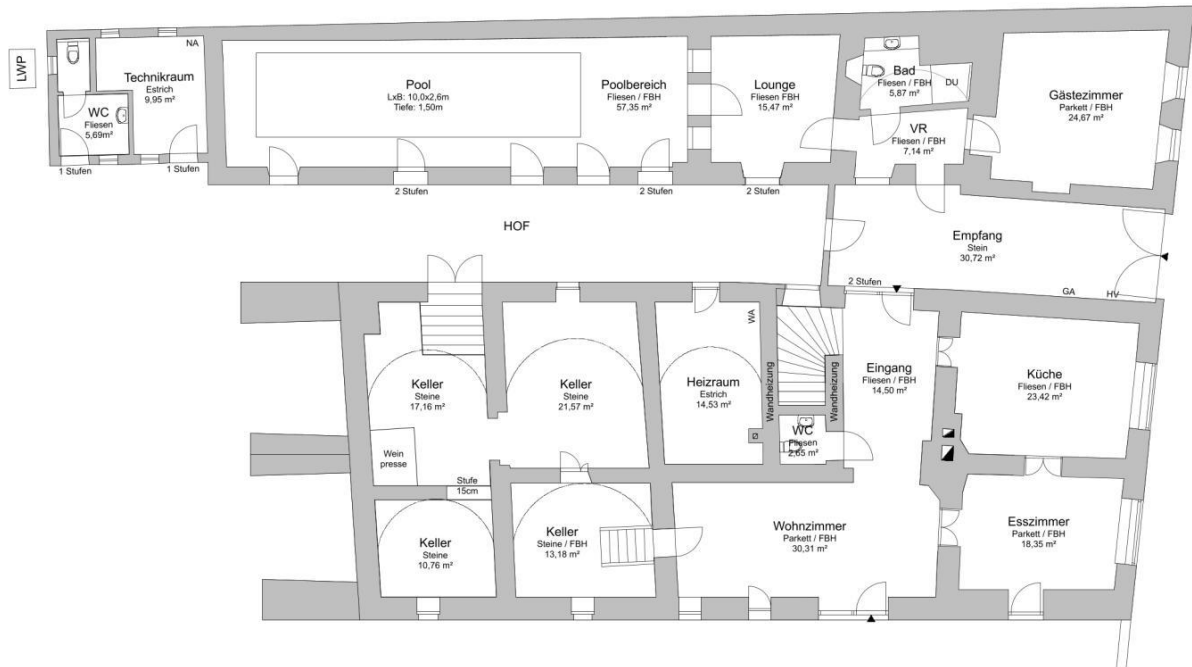 LWP
NA
Technikraum
Estrich
9,95 m²
WC
Fliesen
5,69m²
1 Stufen
1 Stufen
Pool
LxB: 10,0x2,6m
Tiefe: 1,50m
Poolbereich
Fliesen / FBH
57,35 m²
2 Stufen
2 Stufen
Lounge
Fliesen FBH
15,47 m²
2 Stufen
Bad
Fliesen / FBH
5,87 m²
DU
VR
Fliesen / FBH
7,14 m²
Gästezimmer
Parkett / FBH
24,67 m²
HOF
Empfang
Stein
30,72 m²
2 Stufen
GA
HV
Keller
Steine
17,16 m²
Wein
presse
Stufe
15cm
Keller
Steine
21,57 m²
WA
Heizraum
Estrich
14,53 m²
Wandheizung
Wandheizung
WC
Fliesen
2,65 m²
Eingang
Fliesen / FBH
14,50 m²
Küche
Fliesen / FBH
23,42 m²
Keller
Steine
10,76 m²
Keller
Steine / FBH
13,18 m²
Wohnzimmer
Parkett / FBH
30,31 m²
Esszimmer
Parkett / FBH
18,35 m²